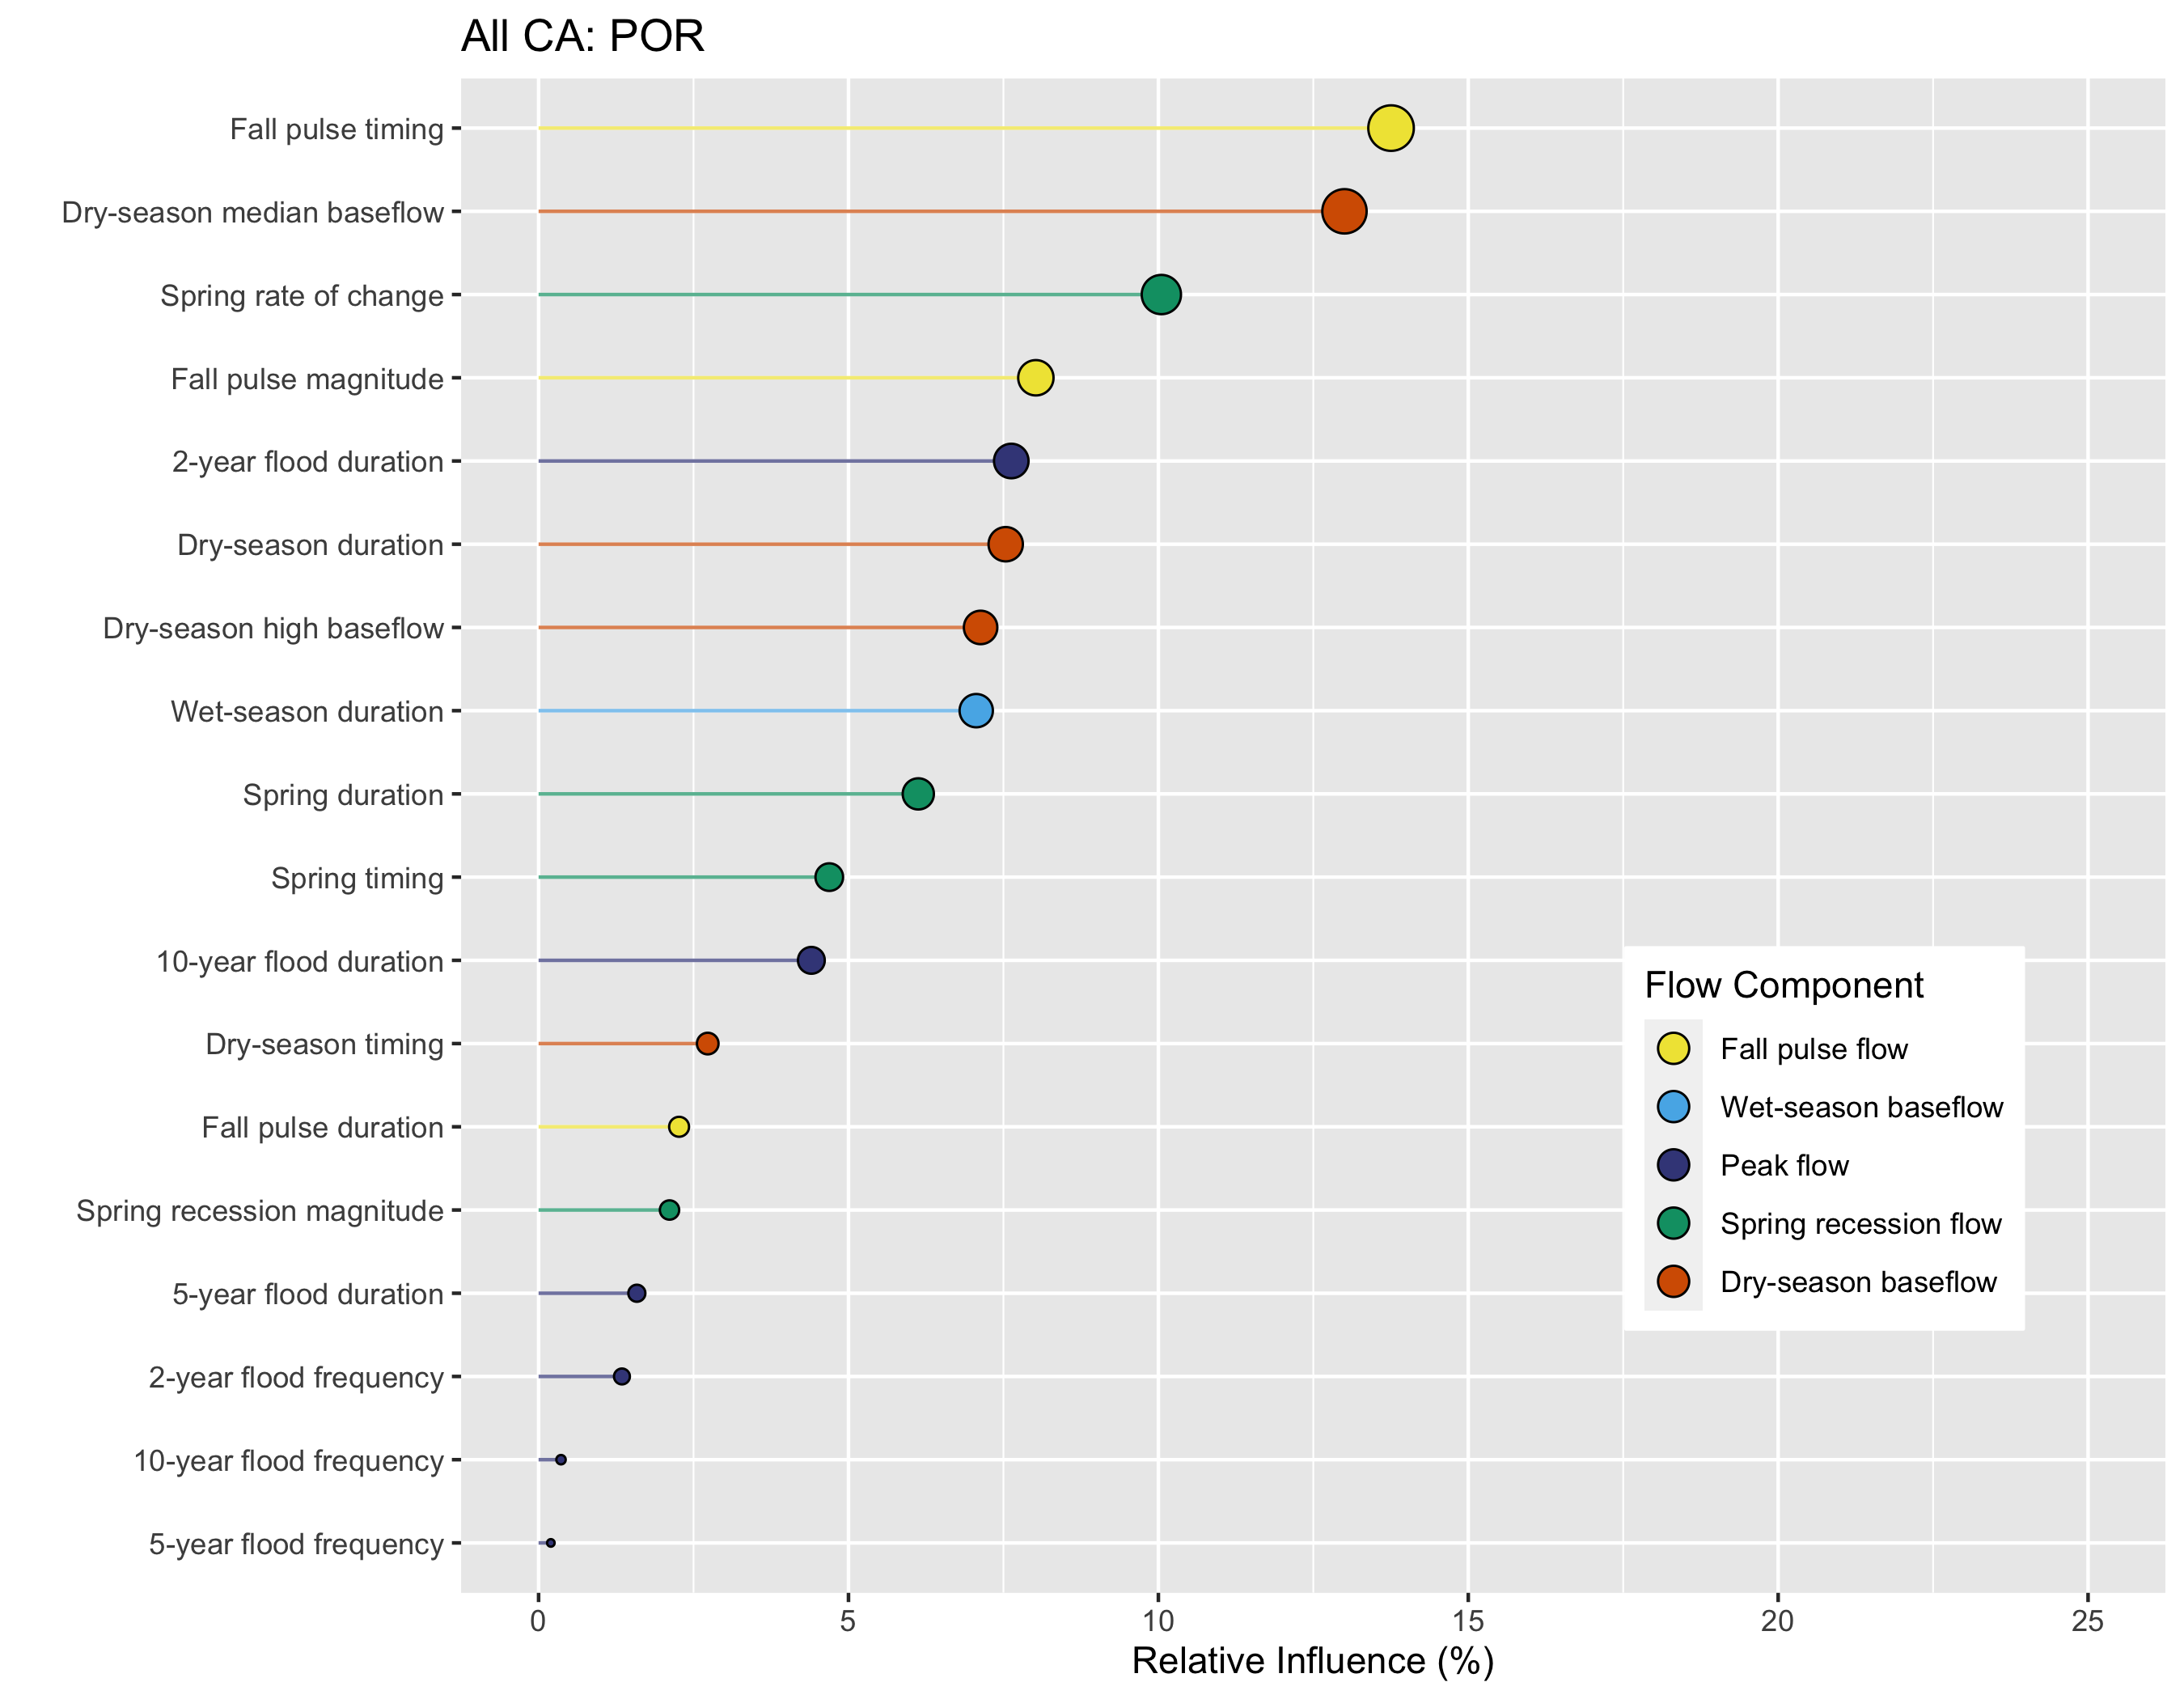 All CA: POR
Fall pulse timing
Dry-season median baseflow
Spring rate of change
Fall pulse magnitude
2-year flood duration
Dry-season duration
Dry-season high baseflow
Wet-season duration
Spring duration
Spring timing
10-year flood duration
Dry-season timing
Fall pulse duration
Spring recession magnitude
5-year flood duration
2-year flood frequency
10-year flood frequency
5-year flood frequency
Flow Component
Fall pulse flow
Wet-season baseflow
Peak flow
Spring recession flow
Dry-season baseflow
0 5 10 15 20 25
Relative Influence (%)